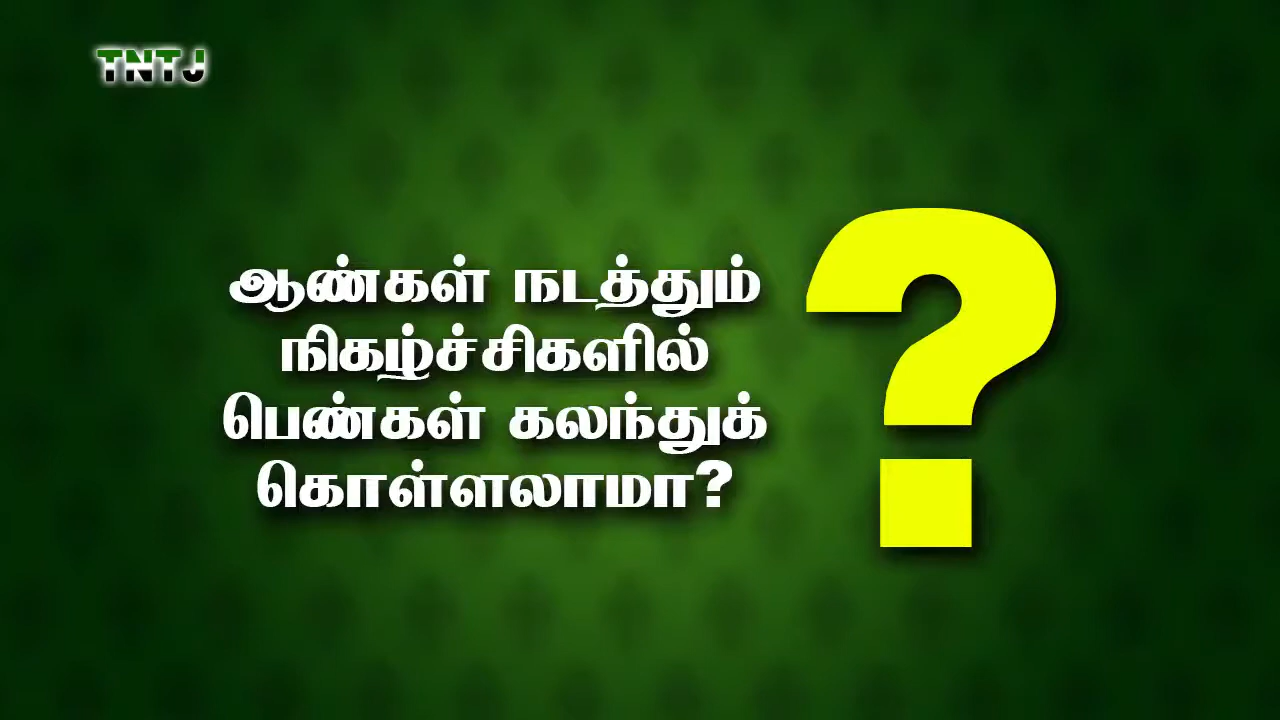 TNTJ
ஆண்கள் நடத்தும்
நிகழ்ச்சிகளில்
பெண்கள் கலந்துக்
கொள்ளலாமா?
?